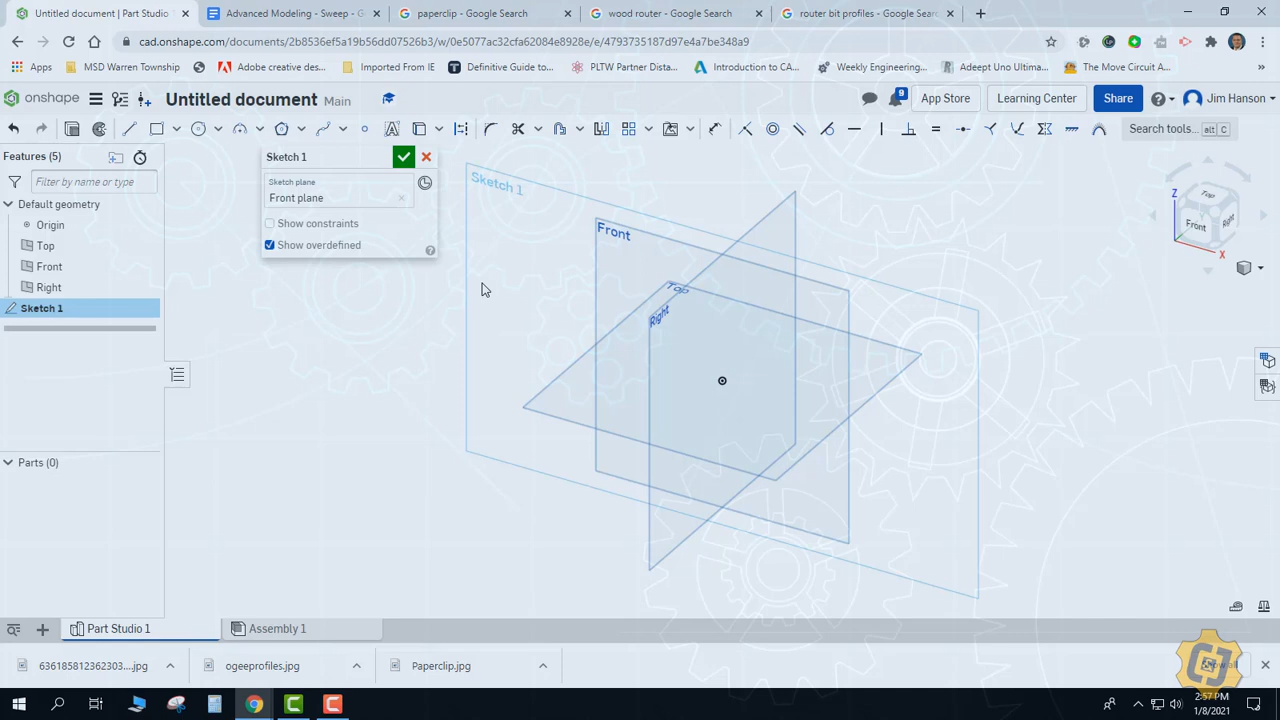 Untitled document | Part Studio 1
Advanced Modeling - Sweep - G
paperclip - Google Search
wood router - Google Search
router bit profiles - Google Sear
cad.onshape.com/documents/2b8536ef5a19b56dd07526b3/w/0e5077ac32cfa62084e8928e/e/4793735187d97e4a7be348a9
Apps
MSD Warren Township
Adobe creative des...
Imported From IE
Definitive Guide to...
PLTW Partner Dista...
Introduction to CA...
Weekly Engineering...
Adeept Uno Ultima...
The Move Circuit A...
»
onshape
Untitled document Main
9
App Store
Learning Center
Share
Jim Hanson
Search tools... alt C
Features (5)
Filter by name or type
Default geometry
Origin
Top
Front
Right
Sketch 1
Parts (0)
Sketch 1
Sketch plane
Front plane
Show constraints
Show overdefined
Sketch 1
Front
Top
Right
Z
Top
Front
Right
X
Part Studio 1
Assembly 1
636185812362303....jpg
ogeeprofiles.jpg
Paperclip.jpg
Show all
2:57 PM
1/8/2021